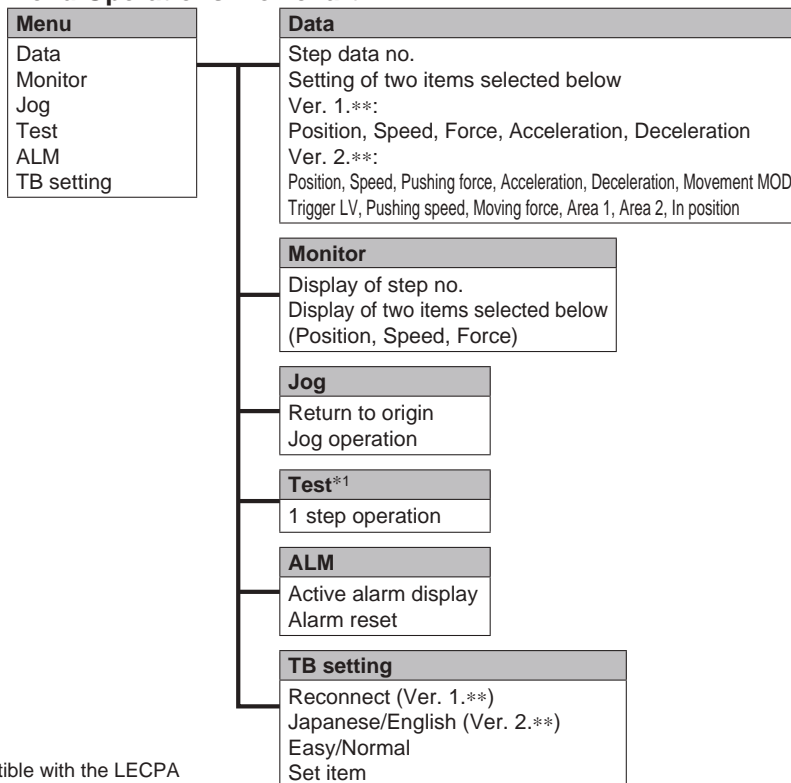 Menu
Data
Monitor
Jog
Test
ALM
TB setting
Data
Step data no.
Setting of two items selected below
Ver. 1.**:
Position, Speed, Force, Acceleration, Deceleration
Ver. 2.**:
Position, Speed, Pushing force, Acceleration, Deceleration, Movement MOD
Trigger LV, Pushing speed, Moving force, Area 1, Area 2, In position
Monitor
Display of step no.
Display of two items selected below
(Position, Speed, Force)
Jog
Return to origin
Jog operation
Test*1
1 step operation
ALM
Active alarm display
Alarm reset
TB setting
Reconnect (Ver. 1.**)
Japanese/English (Ver. 2.**)
Easy/Normal
Set item
tible with the LECPA